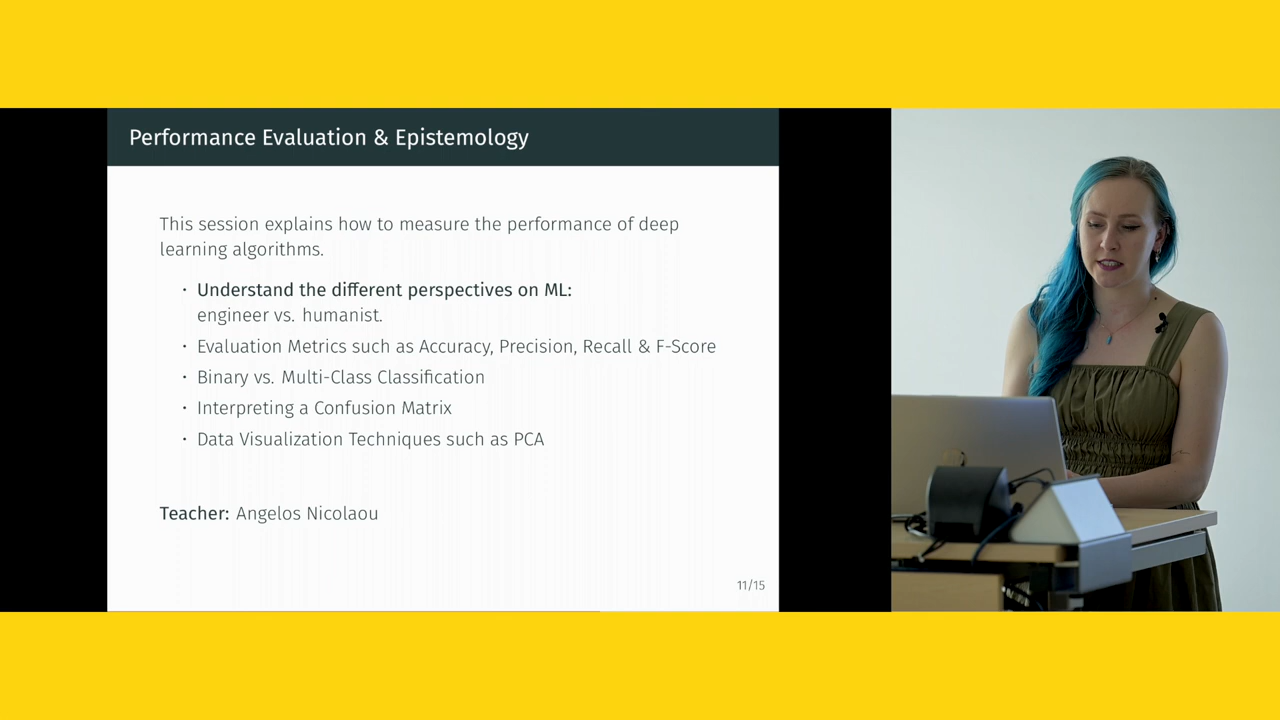 Performance Evaluation & Epistemology
This session explains how to measure the performance of deep
learning algorithms.
· Understand the different perspectives on ML:
engineer vs. humanist.
· Evaluation Metrics such as Accuracy, Precision, Recall & F-Score
· Binary vs. Multi-Class Classification
· Interpreting a Confusion Matrix
· Data Visualization Techniques such as PCA
Teacher: Angelos Nicolaou
11/15